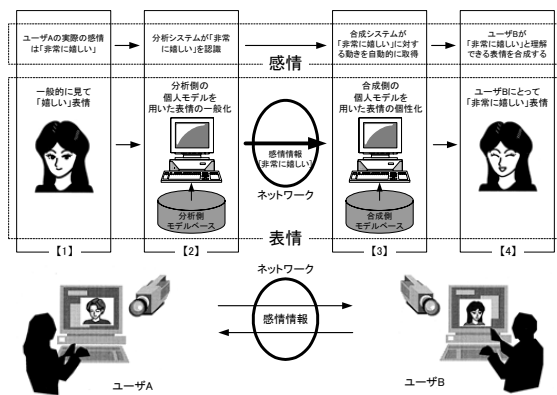 ユーザAの実際の感情
は「非常に嬉しい」
分析システムが「非常
に嬉しい」を認識
合成システムが
「非常に嬉しい」に対す
る動きを自動的に取得
ユーザBが
「非常に嬉しい」と理解
できる表情を合成する
感情
一般的に見て
「嬉しい」表情
分析側の
個人モデルを
用いた表情の一般化
合成側の
個人モデルを
用いた表情の個性化
ユーザBにとって
「非常に嬉しい」表情
感情情報
[非常に嬉しい]
ネットワーク
分析側
モデルベース
合成側
モデルベース
表情
【1】
【2】
【3】
【4】
ネットワーク
感情情報
ユーザA
ユーザB